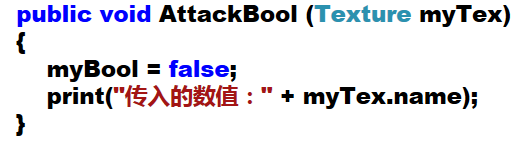 public void AttackBool (Texture myTex)
{
myBool = false;
print("传入的数值：" + myTex.name);
}